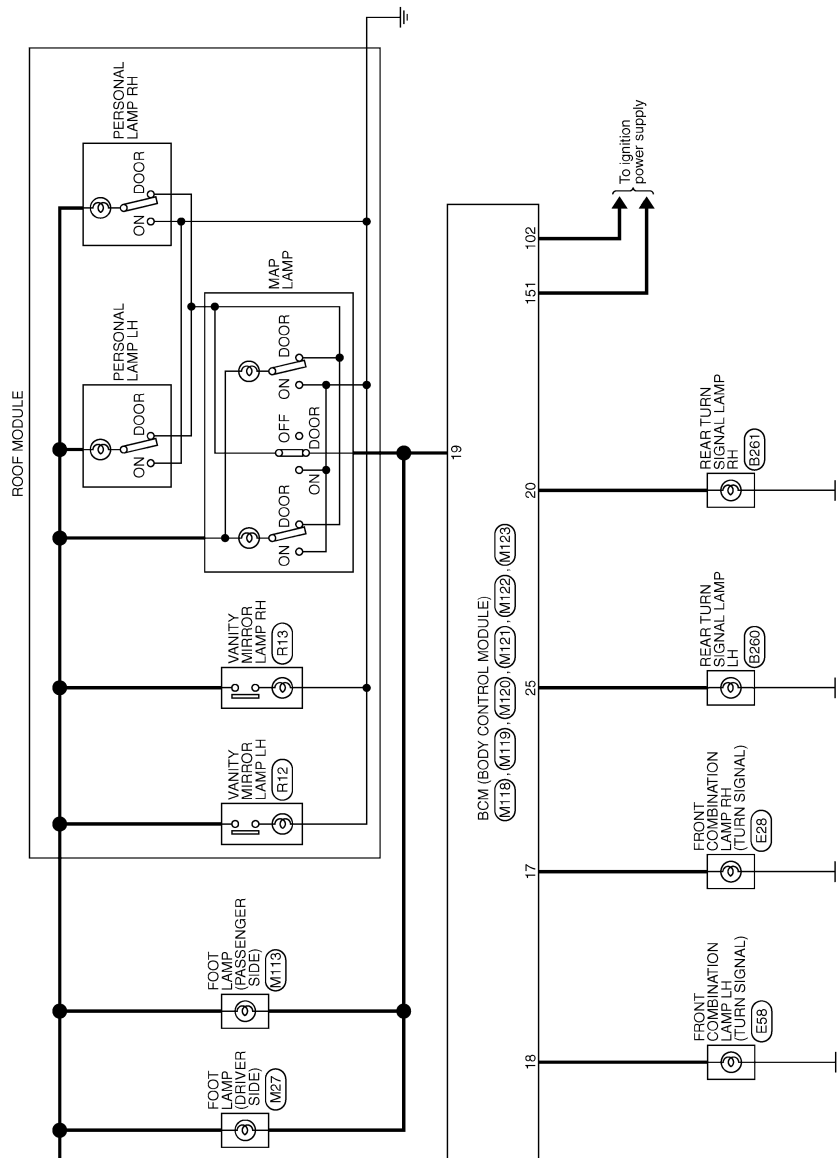 ROOF MODULE
PERSONAL
LAMP RH
DOOR
ON
PERSONAL
LAMP LH
DOOR
ON
MAP
LAMP
DOOR
ON
OFF
DOOR
ON
DOOR
ON
VANITY
MIRROR
LAMP RH
R13
VANITY
MIRROR
LAMP LH
R12
FOOT
LAMP
(PASSENGER
SIDE)
M113
FOOT
LAMP
(DRIVER
SIDE)
M27
To ignition
power supply
102
151
19
20
25
17
18
BCM (BODY CONTROL MODULE)
M118 , M119 , M120 , M121 , M122 , M123
REAR TURN
SIGNAL LAMP
RH
B261
REAR TURN
SIGNAL LAMP
LH
B260
FRONT
COMBINATION
LAMP RH
(TURN SIGNAL)
E28
FRONT
COMBINATION
LAMP LH
(TURN SIGNAL)
E58